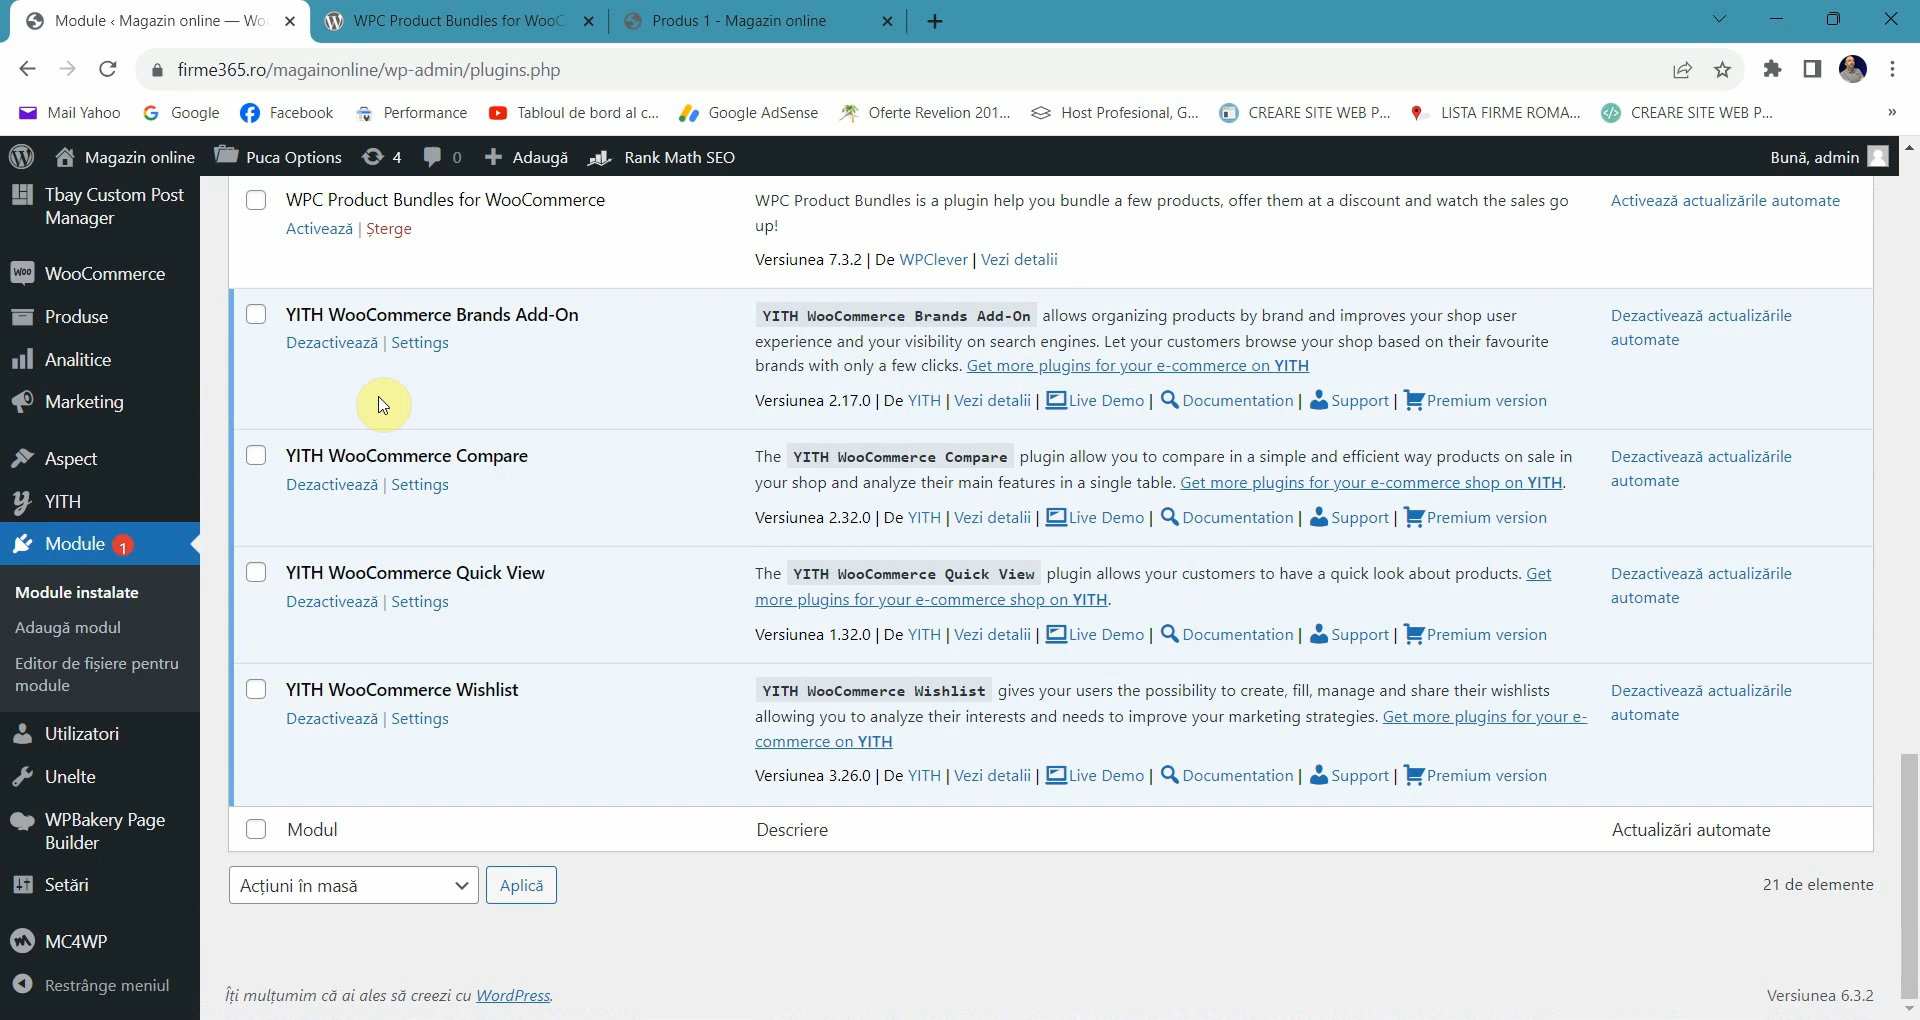 Module ‹ Magazin online — Wo
WPC Product Bundles for WooC
Produs 1 - Magazin online
firme365.ro/magainonline/wp-admin/plugins.php
Mail Yahoo
Google
Facebook
Performance
Tabloul de bord al c...
Google AdSense
Oferte Revelion 201...
Host Profesional, G...
CREARE SITE WEB P...
LISTA FIRME ROMA...
CREARE SITE WEB P...
»
Magazin online
Puca Options
4
0
Adaugă
Rank Math SEO
Bună, admin
Tbay Custom Post
Manager
WooCommerce
Produse
Analitice
Marketing
Aspect
YITH
Module 1
Module instalate
Adaugă modul
Editor de fișiere pentru
module
Utilizatori
Unelte
WPBakery Page
Builder
Setări
MC4WP
Restrânge meniul
WPC Product Bundles for WooCommerce
Activează | Șterge
WPC Product Bundles is a plugin help you bundle a few products, offer them at a discount and watch the sales go
up!
Versiunea 7.3.2 | De WPClever | Vezi detalii
Activează actualizările automate
YITH WooCommerce Brands Add-On
Dezactivează | Settings
YITH WooCommerce Brands Add-On allows organizing products by brand and improves your shop user
experience and your visibility on search engines. Let your customers browse your shop based on their favourite
brands with only a few clicks. Get more plugins for your e-commerce on YITH
Versiunea 2.17.0 | De YITH | Vezi detalii | Live Demo | Documentation | Support | Premium version
Dezactivează actualizările
automate
YITH WooCommerce Compare
Dezactivează | Settings
The YITH WooCommerce Compare plugin allow you to compare in a simple and efficient way products on sale in
your shop and analyze their main features in a single table. Get more plugins for your e-commerce shop on YITH.
Versiunea 2.32.0 | De YITH | Vezi detalii | Live Demo | Documentation | Support | Premium version
Dezactivează actualizările
automate
YITH WooCommerce Quick View
Dezactivează | Settings
The YITH WooCommerce Quick View plugin allows your customers to have a quick look about products. Get
more plugins for your e-commerce shop on YITH.
Versiunea 1.32.0 | De YITH | Vezi detalii | Live Demo | Documentation | Support | Premium version
Dezactivează actualizările
automate
YITH WooCommerce Wishlist
Dezactivează | Settings
YITH WooCommerce Wishlist gives your users the possibility to create, fill, manage and share their wishlists
allowing you to analyze their interests and needs to improve your marketing strategies. Get more plugins for your e-
commerce on YITH
Versiunea 3.26.0 | De YITH | Vezi detalii | Live Demo | Documentation | Support | Premium version
Dezactivează actualizările
automate
Modul
Descriere
Actualizări automate
Acțiuni în masă
Aplică
21 de elemente
Îți mulțumim că ai ales să creezi cu WordPress.
Versiunea 6.3.2